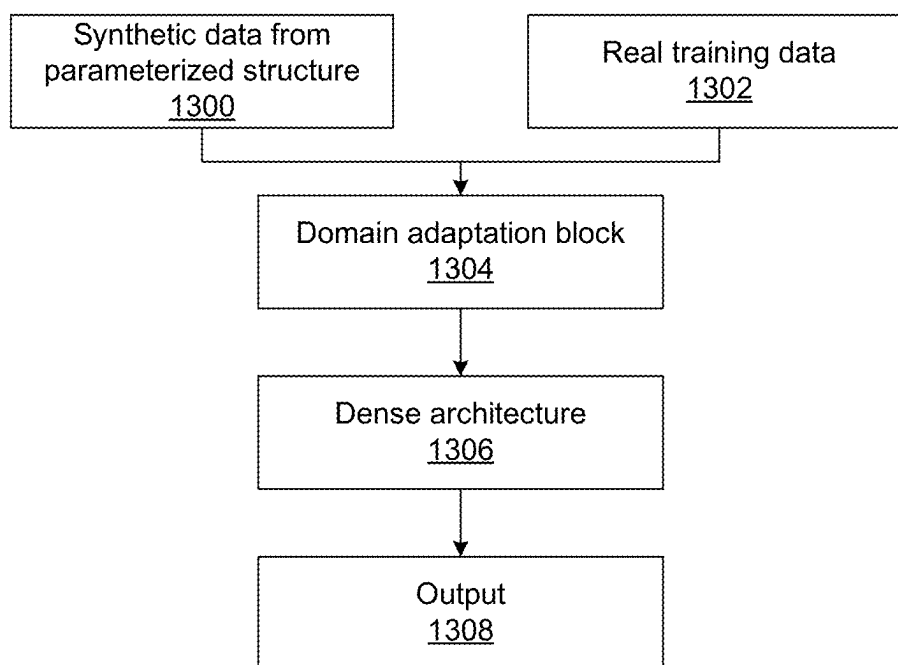 Synthetic data from
parameterized structure
1300
Real training data
1302
Domain adaptation block
1304
Dense architecture
1306
Output
1308